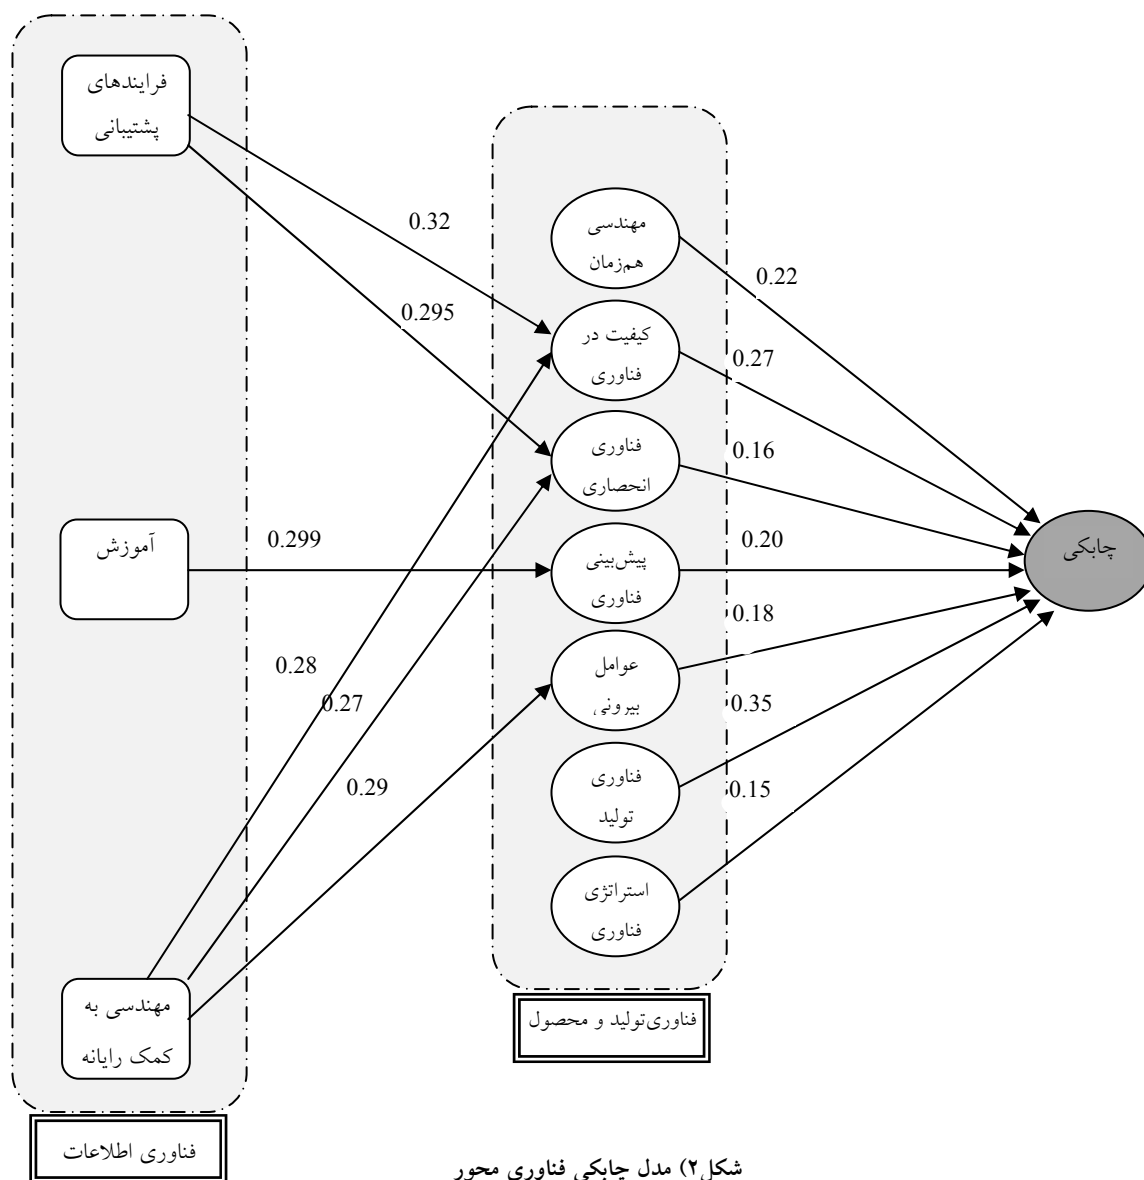 فرایندهای
پشتیبانی
آموزش
مهندسی به
کمک رایانه
فناوری اطلاعات
0.32
0.295
0.299
0.28
0.27
0.29
مهندسی
هم‌زمان
کیفیت در
فناوری
فناوری
انحصاری
پیش‌بینی
فناوری
عوامل
بیرونی
فناوری
تولید
استراتژی
فناوری
فناوری‌تولید و محصول
0.22
0.27
0.16
0.20
0.18
0.35
0.15
چابکی
شکل۲) مدل چابکی فناوری محور